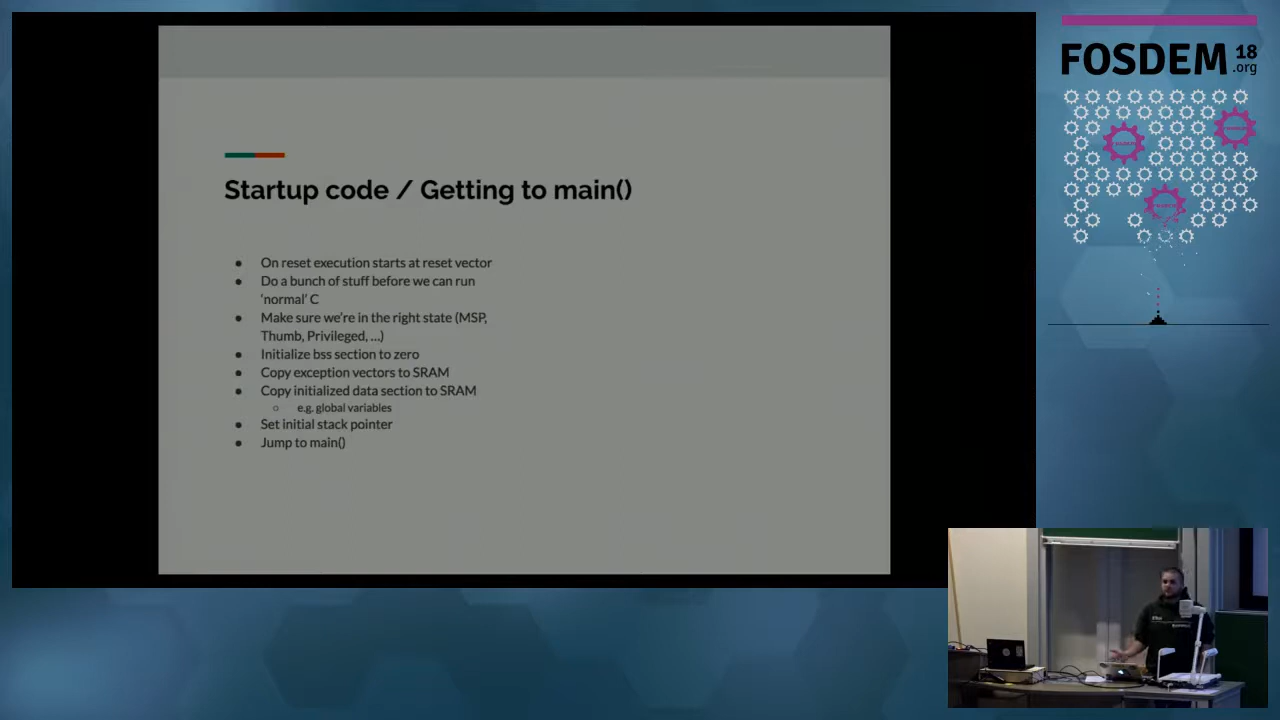 FOSDEM 18
.org
Startup code / Getting to main()
● On reset execution starts at reset vector
● Do a bunch of stuff before we can run
‘normal’ C
● Make sure we’re in the right state (MSP,
Thumb, Privileged, ...)
● Initialize bss section to zero
● Copy exception vectors to SRAM
● Copy initialized data section to SRAM
○ e.g. global variables
● Set initial stack pointer
● Jump to main()